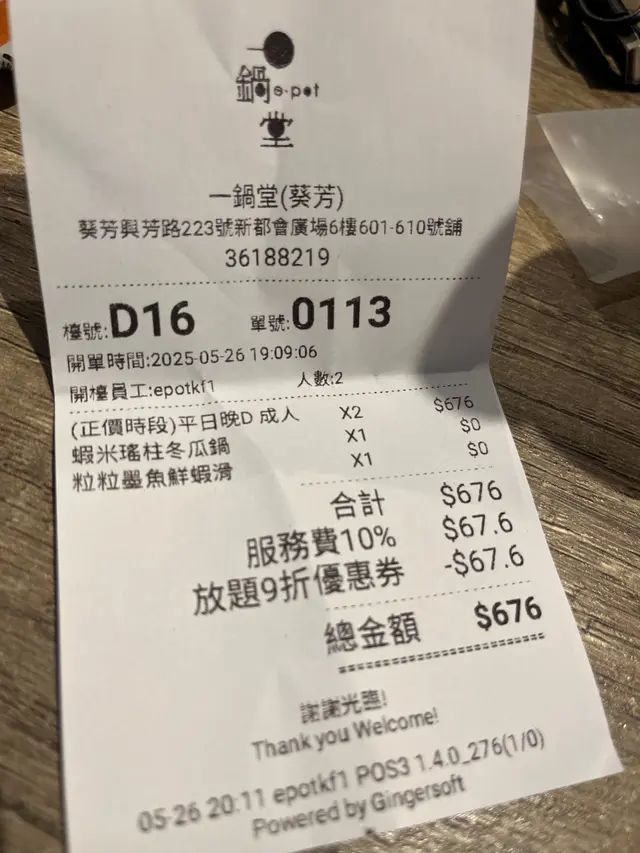 一鍋堂 e·pot
一鍋堂(葵芳)
葵芳興芳路223號新都會廣場6樓601-610號舖
36188219
檯號:D16 單號:0113
開單時間:2025-05-26 19:09:06
開檯員工:epotkf1 人數:2
(正價時段)平日晚D 成人 X2 $676
蝦米瑤柱冬瓜鍋 X1 $0
粒粒墨魚鮮蝦滑 X1 $0
合計 $676
服務費10% $67.6
放題9折優惠券 -$67.6
總金額 $676
謝謝光臨!
Thank you Welcome!
05-26 20:11 epotkf1 POS3 1.4.0_276(1/0)
Powered by Gingersoft